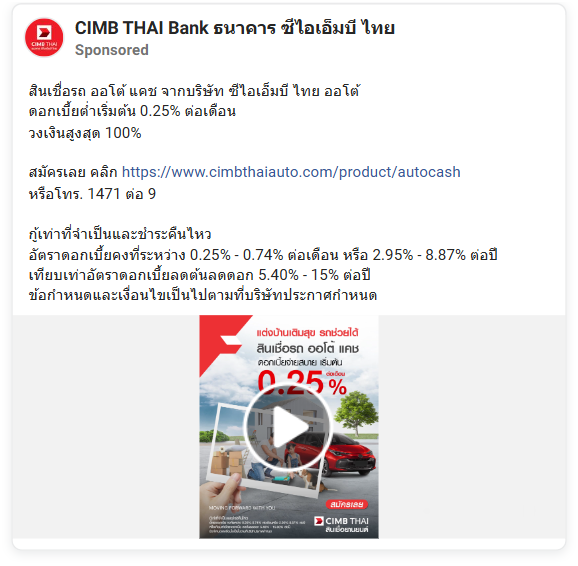 CIMB THAI Bank ธนาคาร ซีไอเอ็มบี ไทย
Sponsored
สินเชื่อรถ ออโต้ แคช จากบริษัท ซีไอเอ็มบี ไทย ออโต้
ดอกเบี้ยต่ำเริ่มต้น 0.25% ต่อเดือน
วงเงินสูงสุด 100%
สมัครเลย คลิก https://www.cimbthaiauto.com/product/autocash
หรือโทร. 1471 ต่อ 9
กู้เท่าที่จำเป็นและชำระคืนไหว
อัตราดอกเบี้ยคงที่ระหว่าง 0.25% - 0.74% ต่อเดือน หรือ 2.95% - 8.87% ต่อปี
เทียบเท่าอัตราดอกเบี้ยลดต้นลดดอก 5.40% - 15% ต่อปี
ข้อกำหนดและเงื่อนไขเป็นไปตามที่บริษัทประกาศกำหนด
CIMB THAI
แต่งบ้านเติมสุข รถช่วยได้
สินเชื่อรถ ออโต้ แคช
ดอกเบี้ยจ่ายสบาย เริ่มต้น
0.25% ต่อเดือน
สมัครเลย
MOVING FORWARD WITH YOU
CIMB THAI
สินเชื่อยานยนต์